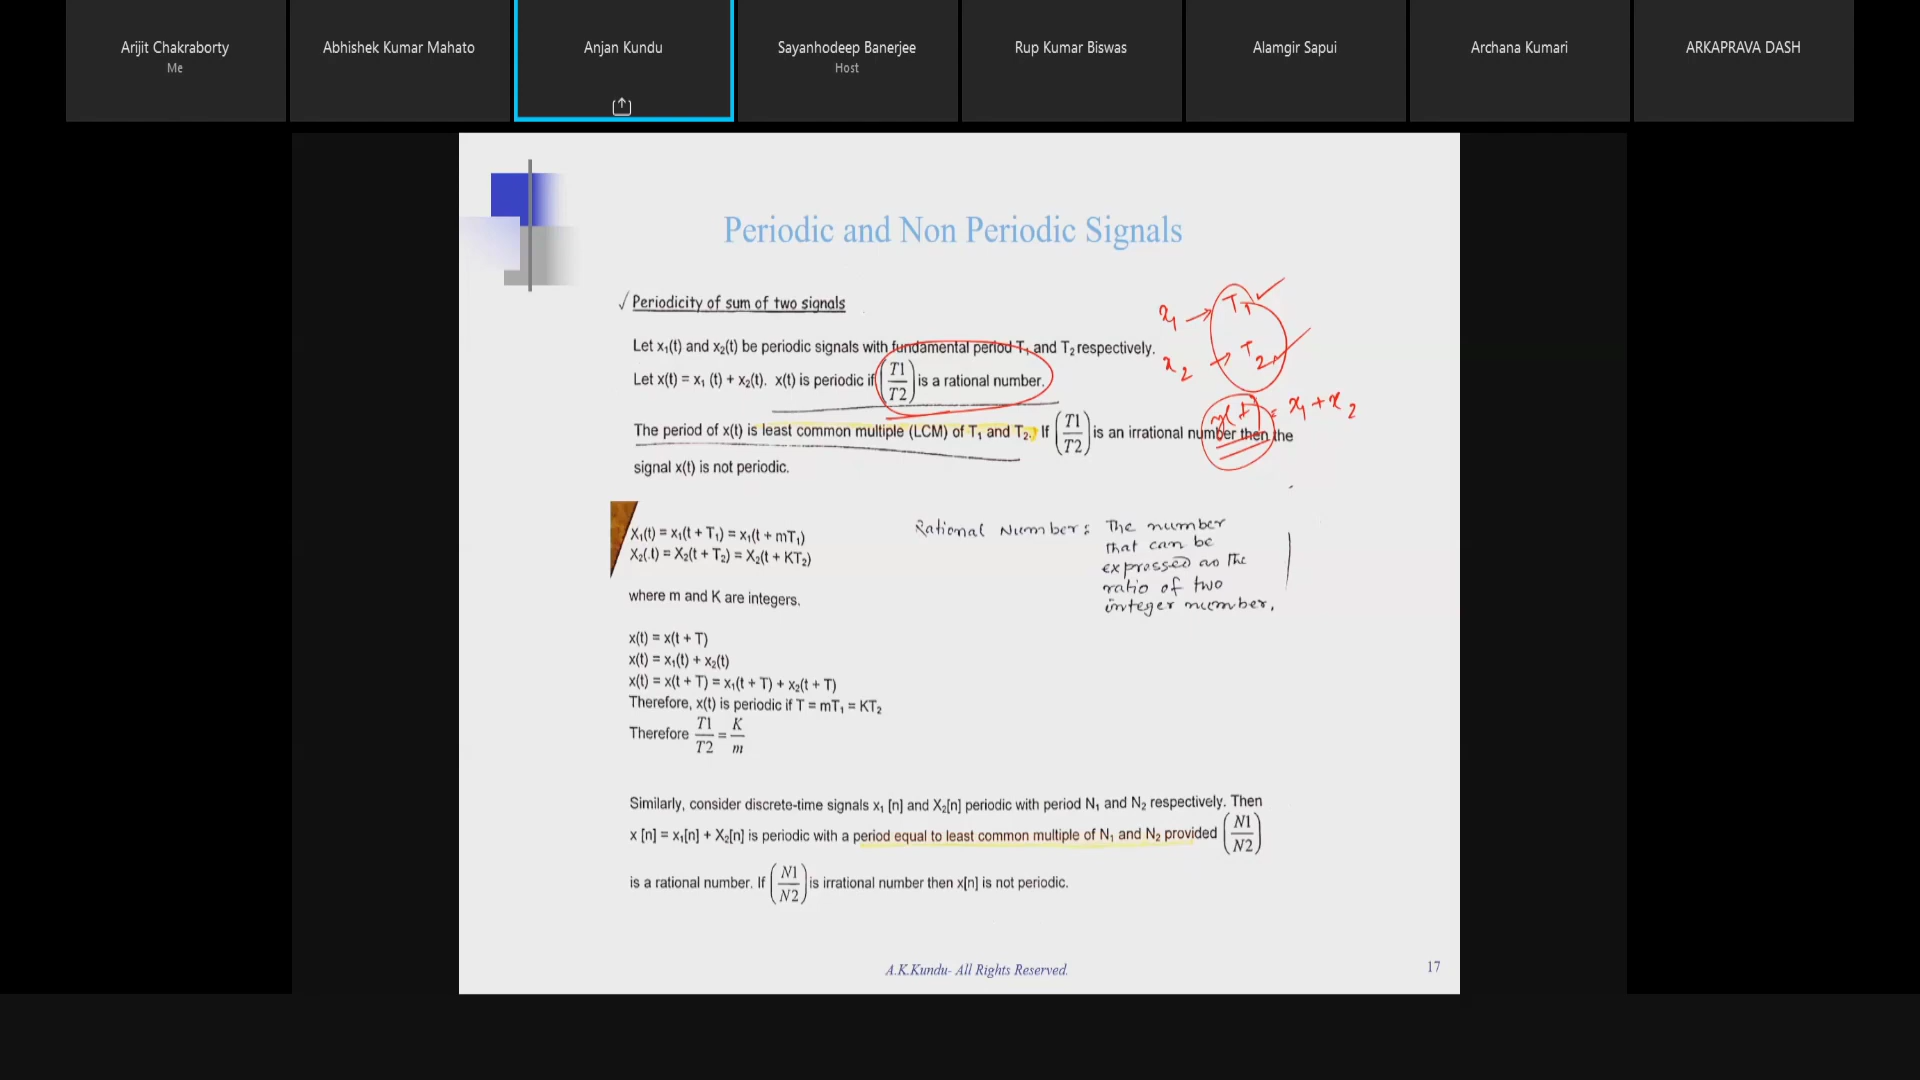 Arijit Chakraborty
Me
Abhishek Kumar Mahato
Anjan Kundu
Sayanhodeep Banerjee
Host
Rup Kumar Biswas
Alamgir Sapui
Archana Kumari
ARKAPRAVA DASH
Periodic and Non Periodic Signals
✓ Periodicity of sum of two signals
x₁ → T₁ ✓
Let x₁(t) and x₂(t) be periodic signals with fundamental period T₁ and T₂ respectively.
x₂ → T₂ ✓
Let x(t) = x₁ (t) + x₂(t). x(t) is periodic if (T1/T2) is a rational number.
= x₁ + x₂
The period of x(t) is least common multiple (LCM) of T₁ and T₂. If (T1/T2) is an irrational number then the
signal x(t) is not periodic.
X₁(t) = x₁(t + T₁) = x₁(t + mT₁)
X₂(.t) = X₂(t + T₂) = X₂(t + KT₂)
where m and K are integers.
Rational Number: The number
that can be
expressed as the
ratio of two
integer number.
x(t) = x(t + T)
x(t) = x₁(t) + x₂(t)
x(t) = x(t + T) = x₁(t + T) + x₂(t + T)
Therefore, x(t) is periodic if T = mT₁ = KT₂
Therefore T1/T2 = K/m
Similarly, consider discrete-time signals x₁ [n] and X₂[n] periodic with period N₁ and N₂ respectively. Then
x [n] = x₁[n] + X₂[n] is periodic with a period equal to least common multiple of N₁ and N₂ provided (N1/N2)
is a rational number. If (N1/N2) is irrational number then x[n] is not periodic.
A.K.Kundu- All Rights Reserved.
17